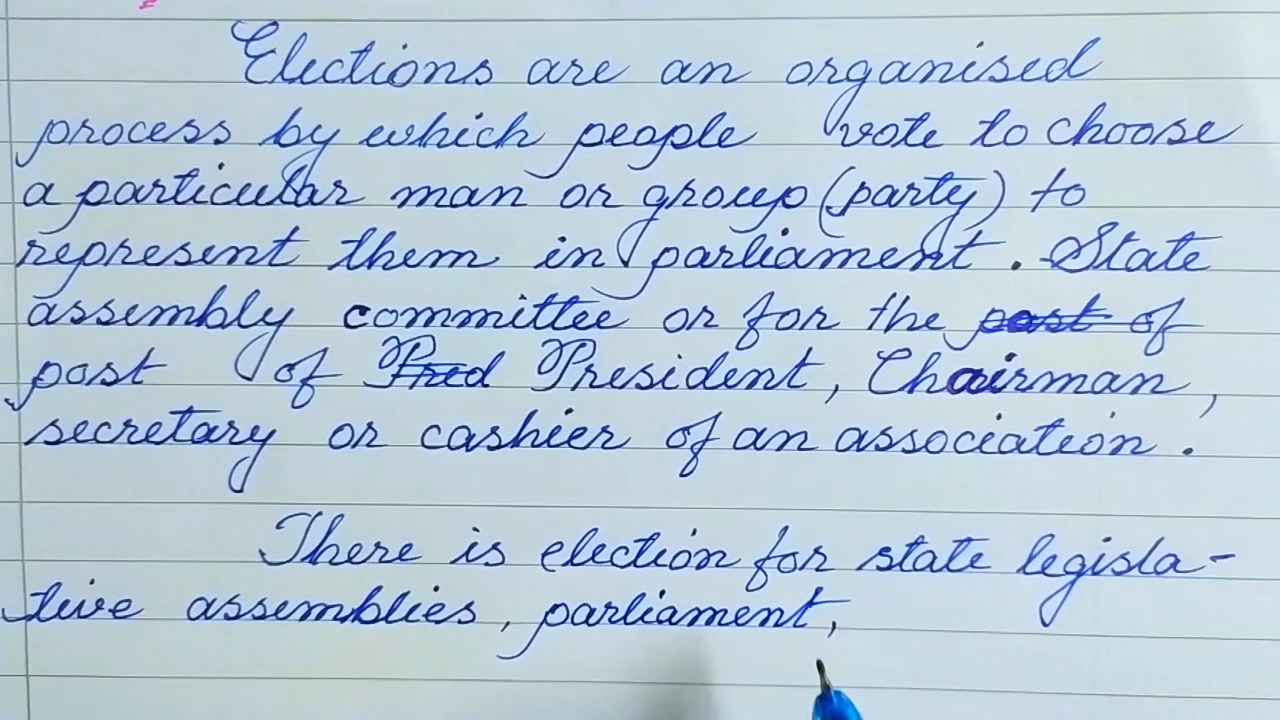 Elections are an organised
process by which people vote to choose
a particular man or group (party) to
represent them in parliament. State
assembly committee or for the post of
post of Pred President, Chairman,
secretary or cashier of an association.
There is election for state legisla-
tive assemblies, parliament,